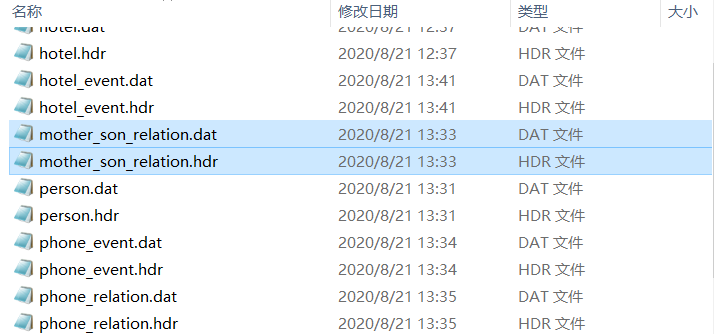 名称 修改日期 类型 大小
hotel.dat 2020/8/21 12:37 DAT 文件
hotel.hdr 2020/8/21 12:37 HDR 文件
hotel_event.dat 2020/8/21 13:41 DAT 文件
hotel_event.hdr 2020/8/21 13:41 HDR 文件
mother_son_relation.dat 2020/8/21 13:33 DAT 文件
mother_son_relation.hdr 2020/8/21 13:33 HDR 文件
person.dat 2020/8/21 13:31 DAT 文件
person.hdr 2020/8/21 13:31 HDR 文件
phone_event.dat 2020/8/21 13:34 DAT 文件
phone_event.hdr 2020/8/21 13:34 HDR 文件
phone_relation.dat 2020/8/21 13:35 DAT 文件
phone_relation.hdr 2020/8/21 13:35 HDR 文件